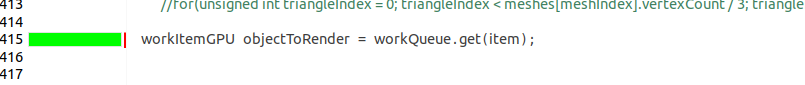 413 //for(unsigned int triangleIndex = 0; triangleIndex < meshes[meshIndex].vertexCount / 3; triangle
414
415 workItemGPU objectToRender = workQueue.get(item);
416
417